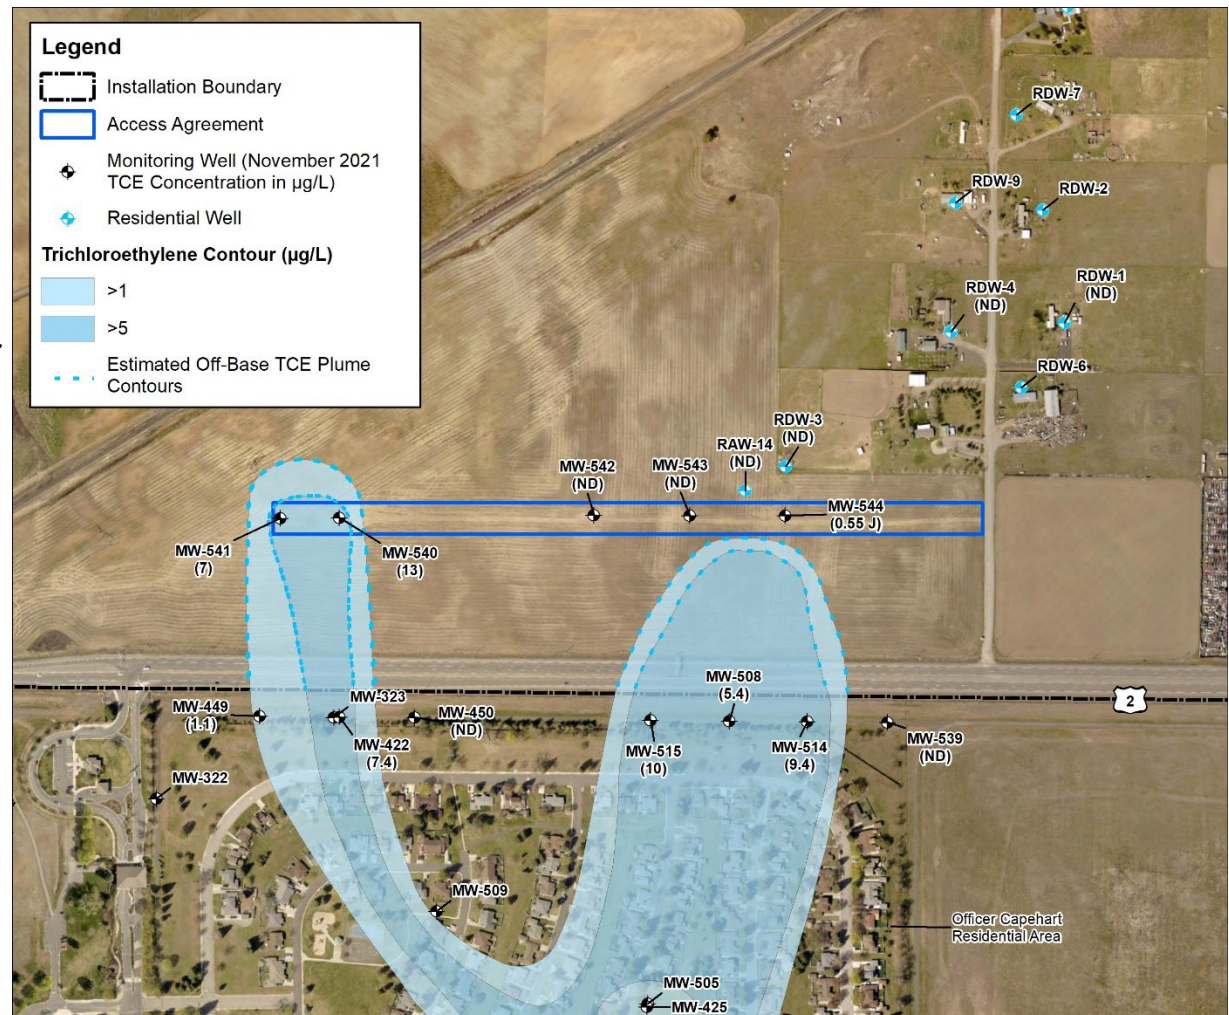 Legend
Installation Boundary
Access Agreement
Monitoring Well (November 2021
TCE Concentration in µg/L)
Residential Well
Trichloroethylene Contour (µg/L)
>1
>5
Estimated Off-Base TCE Plume
Contours
RDW-7
RDW-9
RDW-2
RDW-4
(ND)
RDW-1
(ND)
RDW-6
RDW-3
(ND)
RAW-14
(ND)
MW-542
(ND)
MW-543
(ND)
MW-544
(0.55 J)
MW-541
(7)
MW-540
(13)
MW-449
(1.1)
MW-323
MW-422
(7.4)
MW-450
(ND)
MW-508
(5.4)
MW-515
(10)
MW-514
(9.4)
MW-539
(ND)
2
MW-322
MW-509
Officer Capehart
Residential Area
MW-505
MW-425